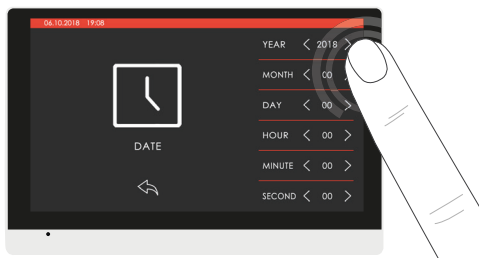 06.10.2018 19:08
DATE
YEAR < 2018 >
MONTH < 00 >
DAY < 00 >
HOUR < 00 >
MINUTE < 00 >
SECOND < 00 >